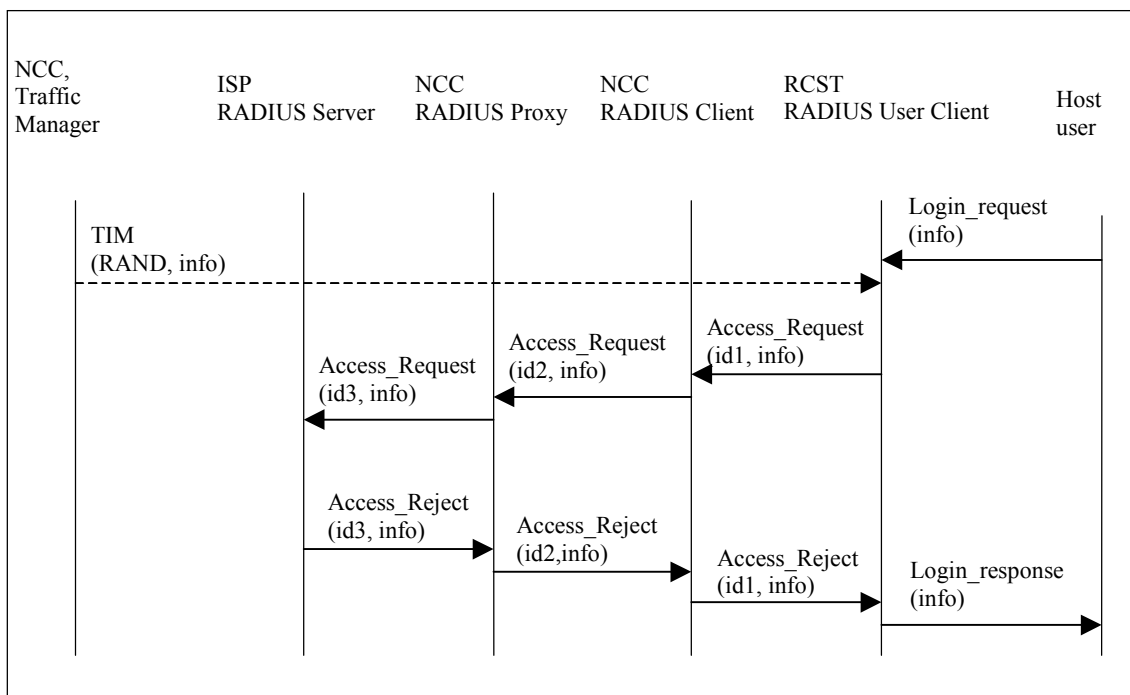 NCC,
Traffic
Manager
ISP
RADIUS Server
NCC
RADIUS Proxy
NCC
RADIUS Client
RCST
RADIUS User Client
Host
user
Login_request
(info)
TIM
(RAND, info)
Access_Request
(id1, info)
Access_Request
(id2, info)
Access_Request
(id3, info)
Access_Reject
(id3, info)
Access_Reject
(id2,info)
Access_Reject
(id1, info)
Login_response
(info)